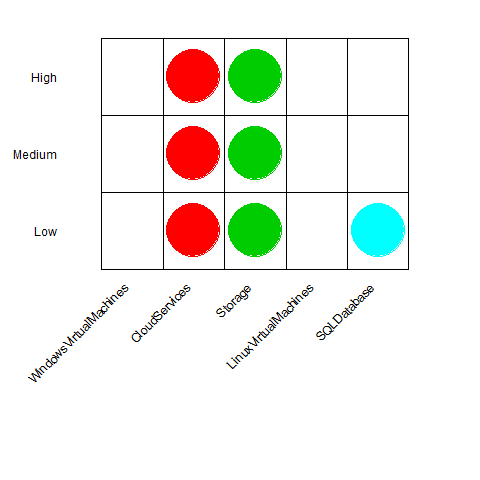 High
Medium
Low
WindowsVirtualMachines
CloudServices
Storage
LinuxVirtualMachines
SQLDatabase